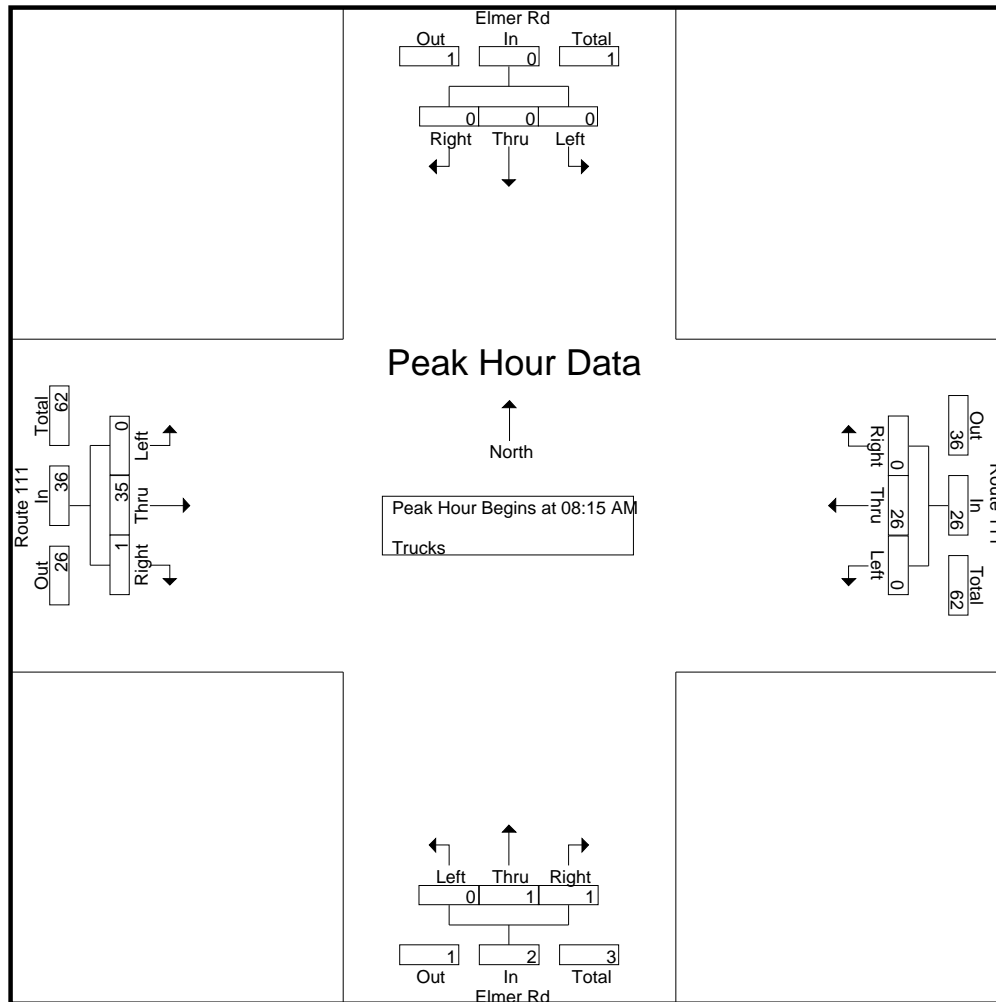 Elmer Rd
Out In Total
1 0 1
0 0 0
Right Thru Left
Peak Hour Data
North
Peak Hour Begins at 08:15 AM
Trucks
Route 111
Total In Out
62 36 26
0 35 1
Left Thru Right
Right Thru Left
0 26 0
36 26 62
Out In Total
Route 111
Left Thru Right
0 1 1
1 2 3
Out In Total
Elmer Rd